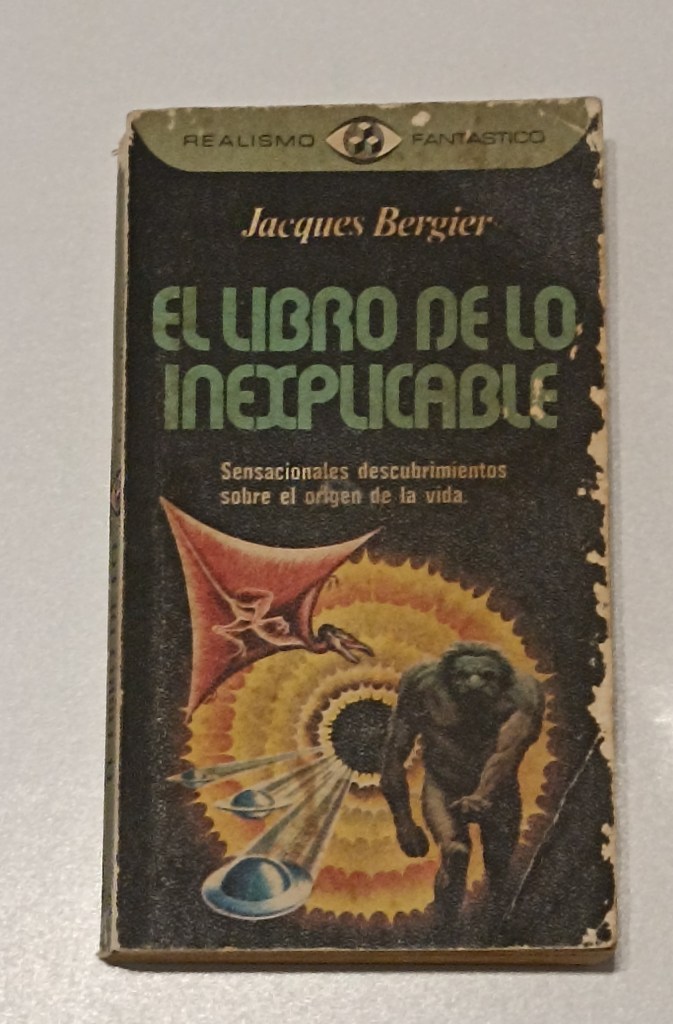 REALISMO FANTASTICO
Jacques Bergier
EL LIBRO DE LO
INEXPLICABLE
Sensacionales descubrimientos
sobre el origen de la vida.